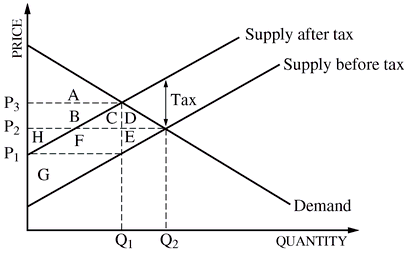 PRICE
Supply after tax
Supply before tax
P3
A
Tax
B
C
D
P2
H
F
E
P1
G
Demand
Q1
Q2
QUANTITY